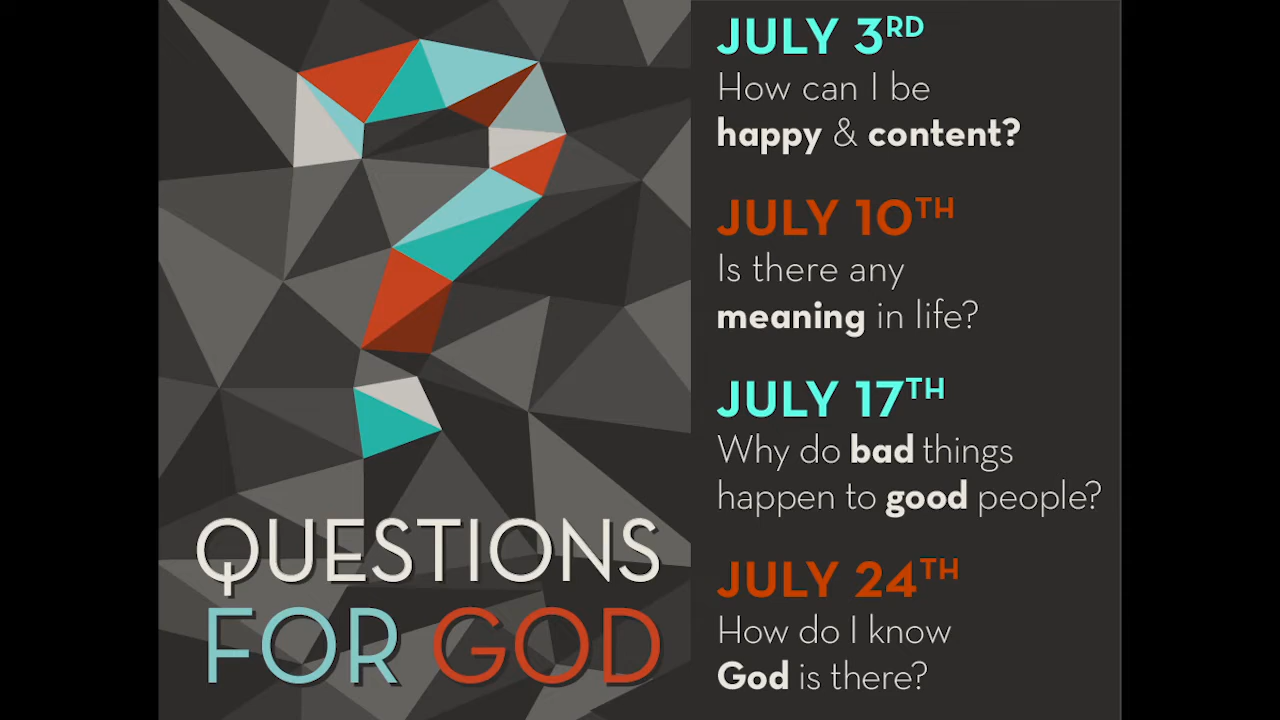 QUESTIONS
FOR GOD
JULY 3RD
How can I be
happy & content?
JULY 10TH
Is there any
meaning in life?
JULY 17TH
Why do bad things
happen to good people?
JULY 24TH
How do I know
God is there?